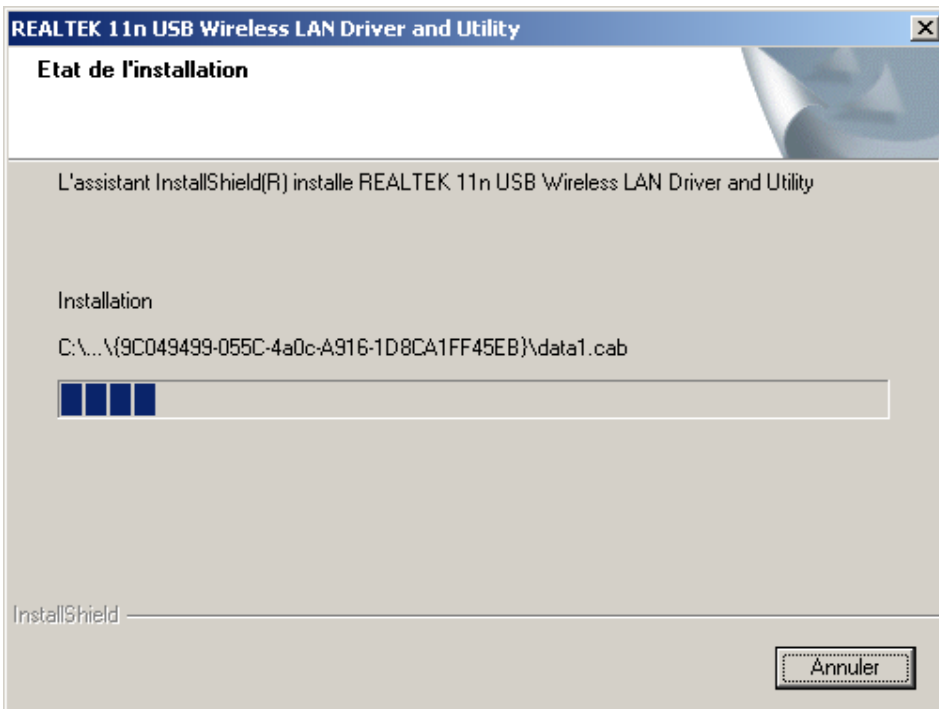 REALTEK 11n USB Wireless LAN Driver and Utility
Etat de l'installation
L'assistant InstallShield(R) installe REALTEK 11n USB Wireless LAN Driver and Utility
Installation
C:\...\{9C049499-055C-4a0c-A916-1D8CA1FF45EB}\data1.cab
InstallShield
Annuler